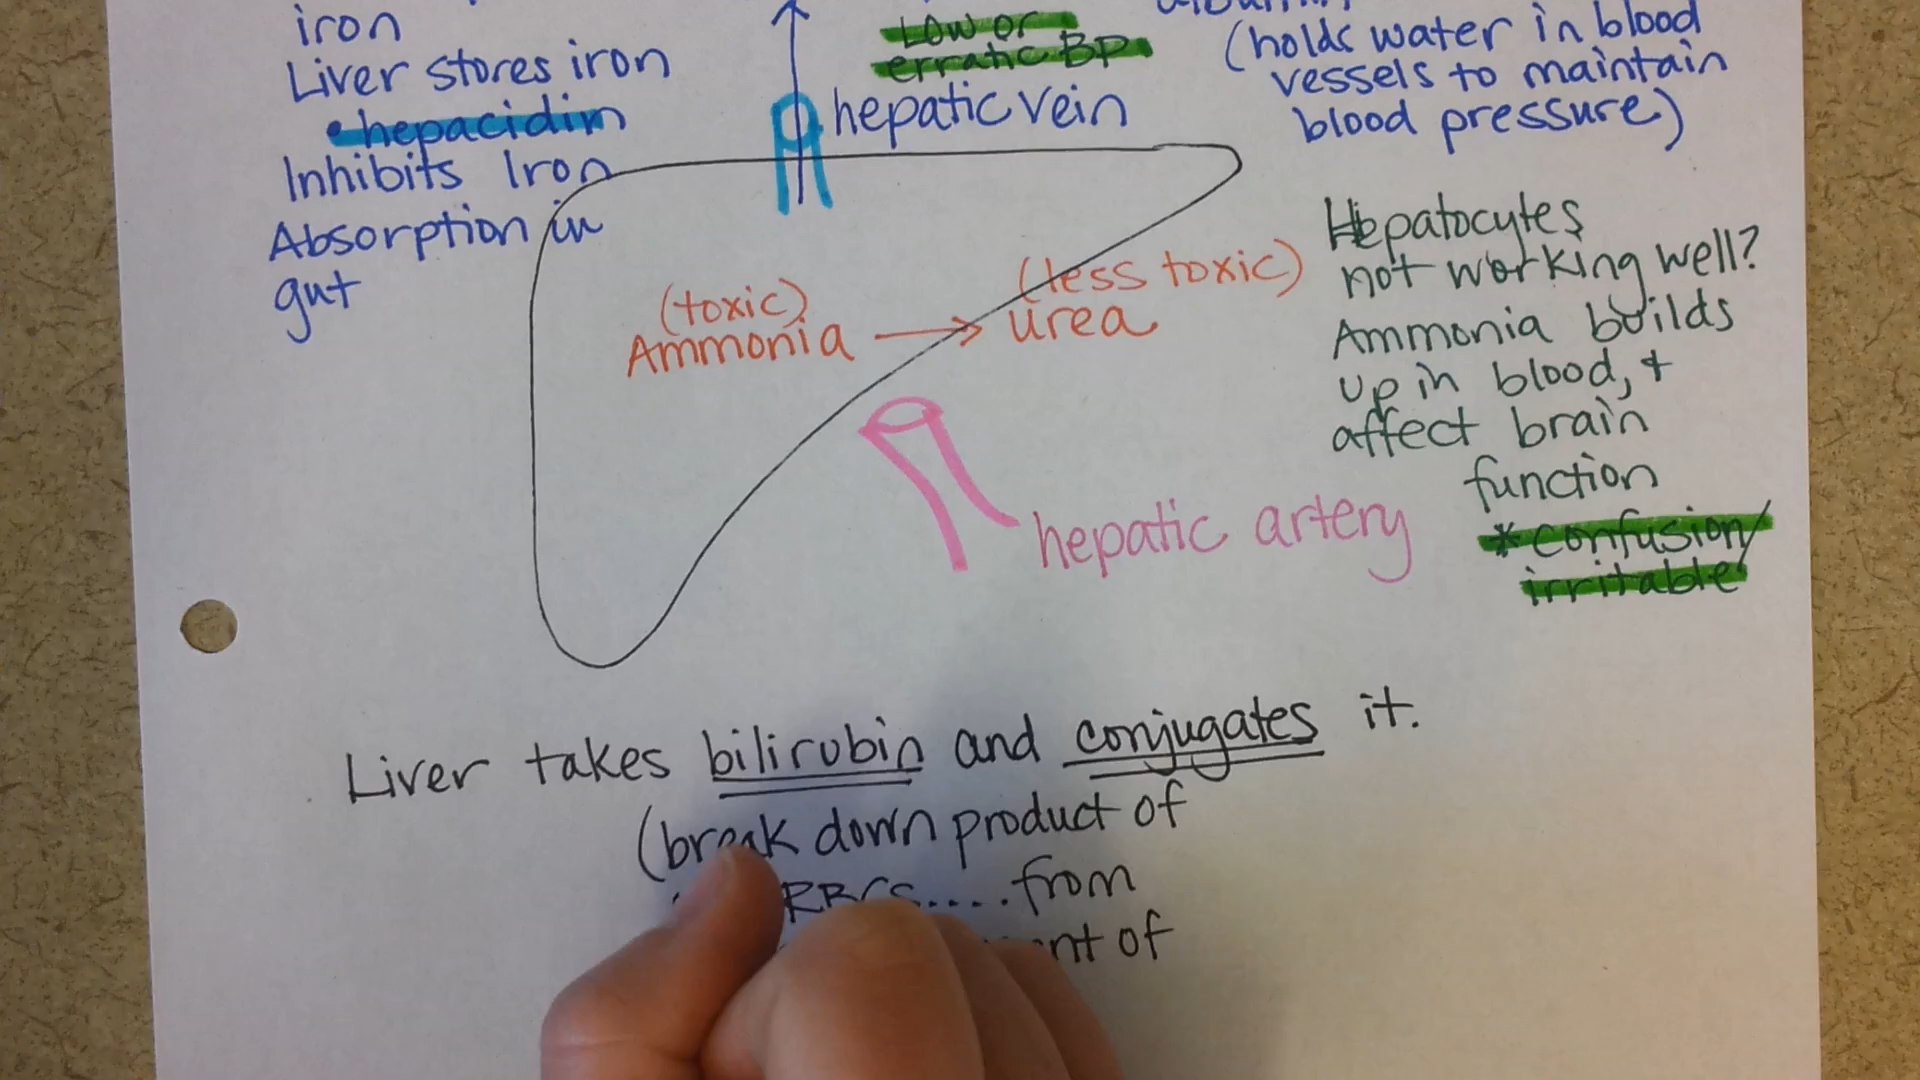 iron
Liver stores iron
• hepacidin
Inhibits Iron
Absorption in
gut
Low or
erratic BP
hepatic vein
(holds water in blood
vessels to maintain
blood pressure)
(toxic)
Ammonia → urea
(less toxic)
hepatic artery
Hepatocytes
not working well?
Ammonia builds
up in blood, +
affect brain
function
* confusion/
irritable
Liver takes bilirubin and conjugates it.
(break down product of
RBCs.....from
of